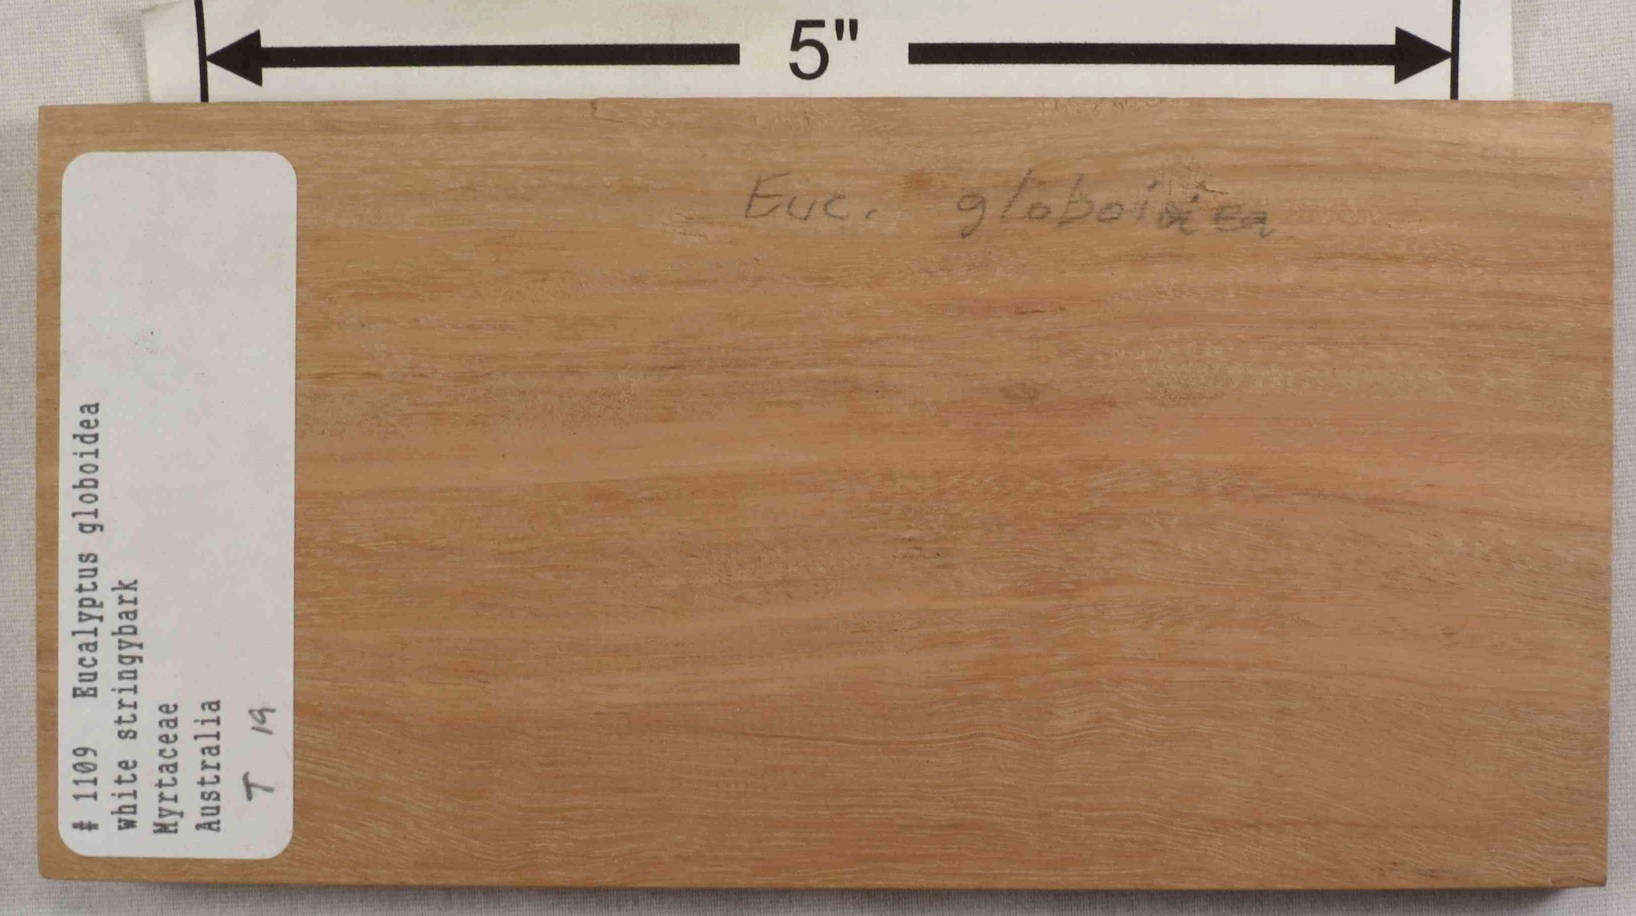 5"
Euc. globoidea
# 1109 Eucalyptus globoidea
white stringybark
Myrtaceae
Australia
T 19